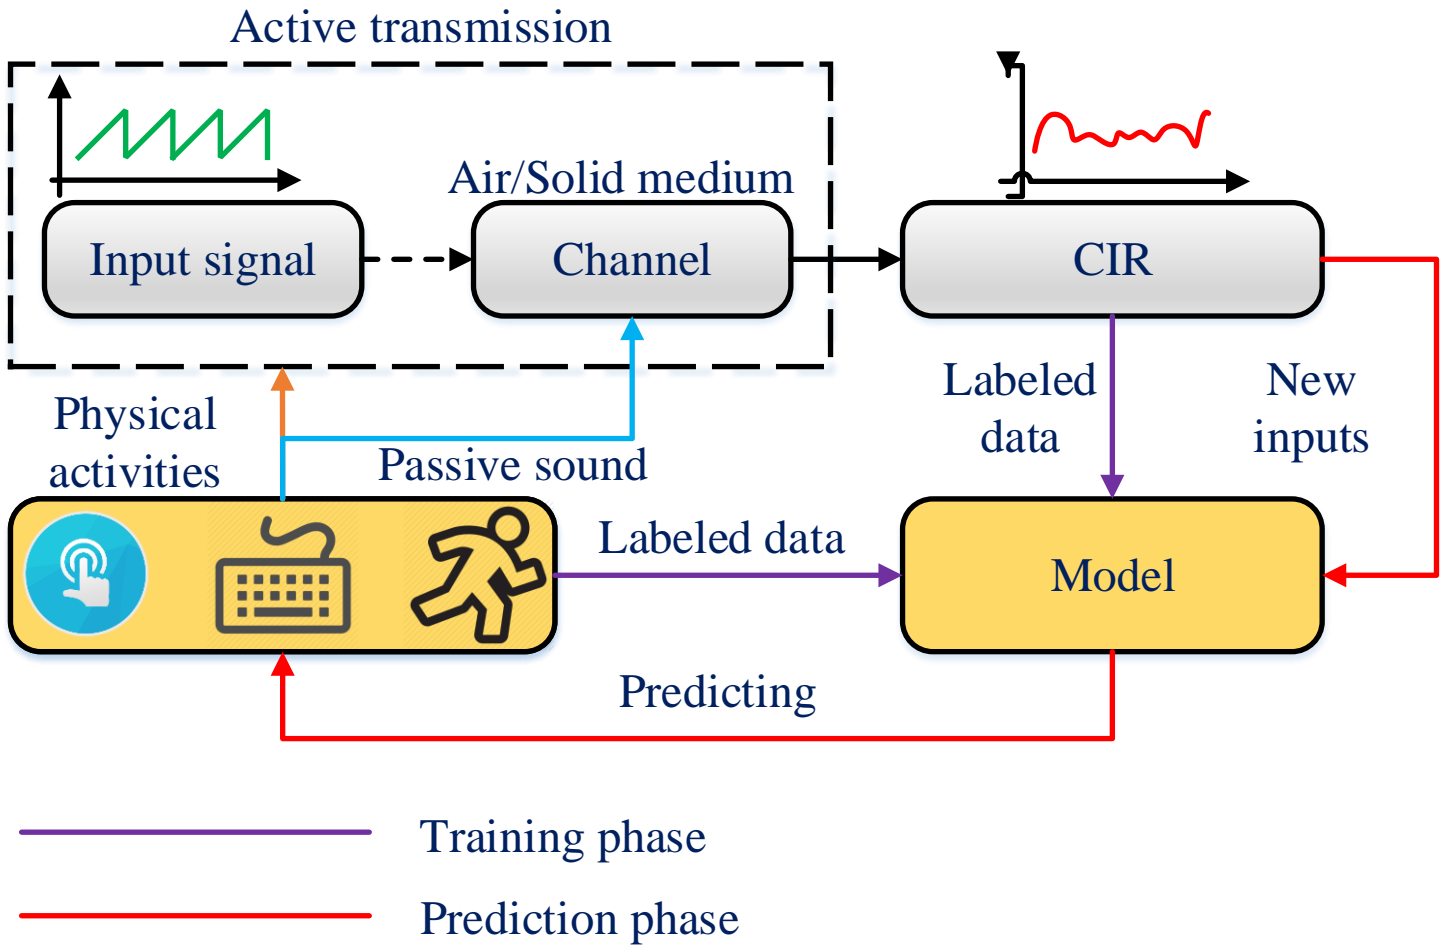 Active transmission
Air/Solid medium
Input signal
Channel
CIR
Physical
activities
Passive sound
Labeled
data
New
inputs
Labeled data
Model
Predicting
Training phase
Prediction phase